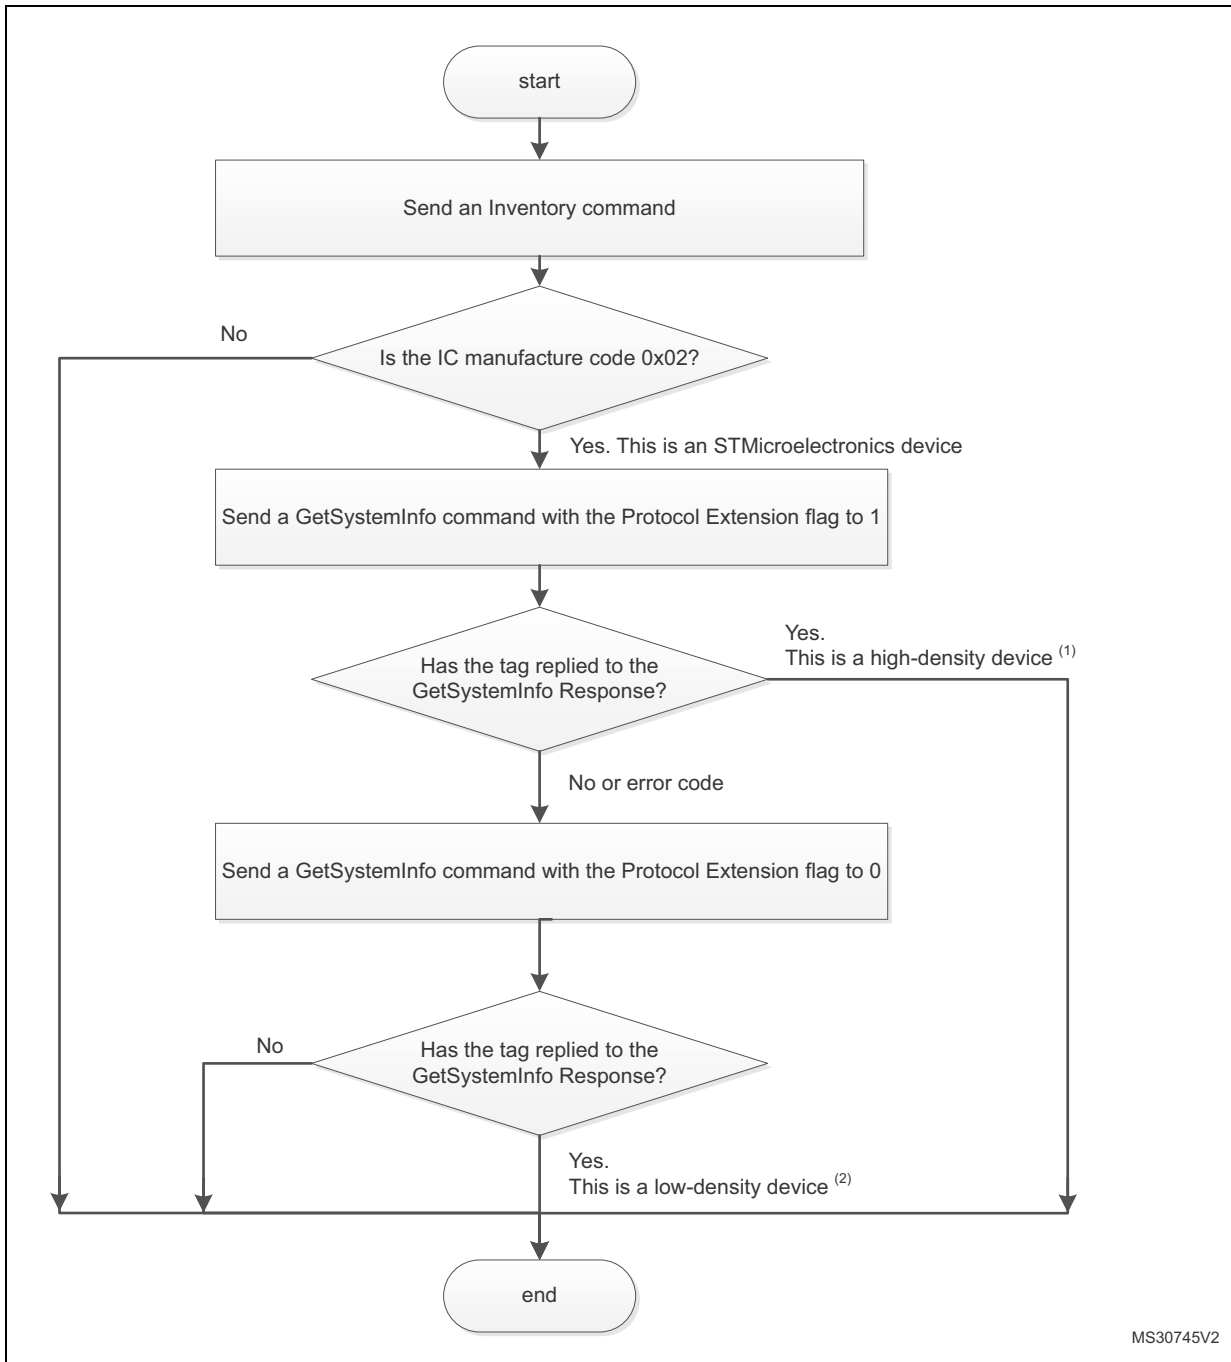 start
Send an Inventory command
No
Is the IC manufacture code 0x02?
Yes. This is an STMicroelectronics device
Send a GetSystemInfo command with the Protocol Extension flag to 1
Yes.
This is a high-density device (1)
Has the tag replied to the
GetSystemInfo Response?
No or error code
Send a GetSystemInfo command with the Protocol Extension flag to 0
No
Has the tag replied to the
GetSystemInfo Response?
Yes.
This is a low-density device (2)
end
MS30745V2